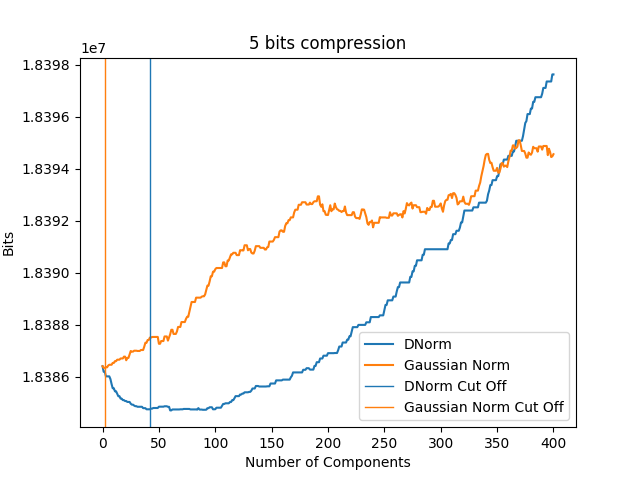 5 bits compression
1e7
1.8398
1.8396
1.8394
1.8392
1.8390
1.8388
1.8386
Bits
0 50 100 150 200 250 300 350 400
Number of Components
DNorm
Gaussian Norm
DNorm Cut Off
Gaussian Norm Cut Off